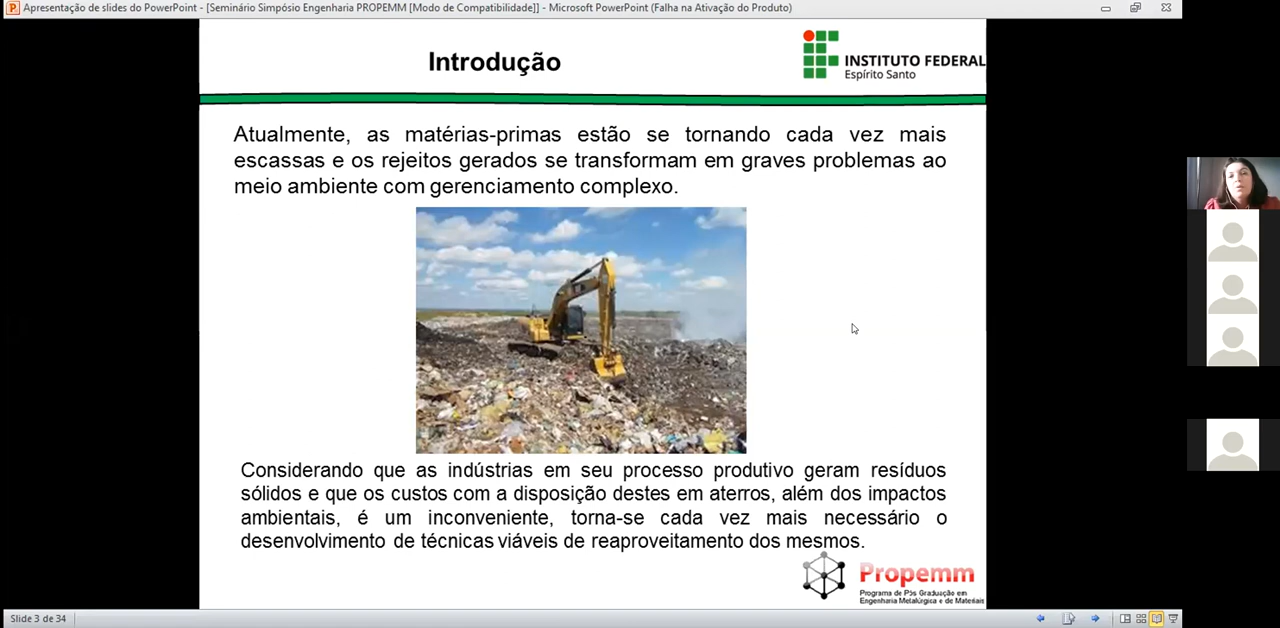 Apresentação de slides do PowerPoint - [Seminário Simpósio Engenharia PROPEMM [Modo de Compatibilidade]] - Microsoft PowerPoint (Falha na Ativação do Produto)
Introdução
INSTITUTO FEDERAL
Espírito Santo
Atualmente, as matérias-primas estão se tornando cada vez mais
escassas e os rejeitos gerados se transformam em graves problemas ao
meio ambiente com gerenciamento complexo.
Considerando que as indústrias em seu processo produtivo geram resíduos
sólidos e que os custos com a disposição destes em aterros, além dos impactos
ambientais, é um inconveniente, torna-se cada vez mais necessário o
desenvolvimento de técnicas viáveis de reaproveitamento dos mesmos.
Propemm
Programa de Pós Graduação em
Engenharia Metalúrgica e de Materiais
Slide 3 de 34